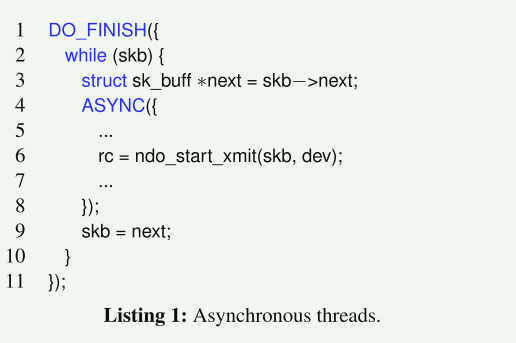 1 DO_FINISH({
2 while (skb) {
3 struct sk_buff *next = skb−>next;
4 ASYNC({
5 ...
6 rc = ndo_start_xmit(skb, dev);
7 ...
8 });
9 skb = next;
10 }
11 });
Listing 1: Asynchronous threads.